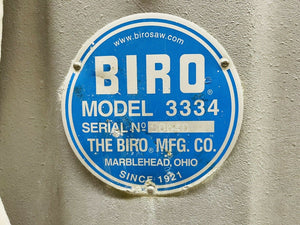 www.birosaw.com
BIRO®
MODEL 3334
SERIAL Nº
THE BIRO® MFG. CO.
MARBLEHEAD, OHIO
SINCE 1921